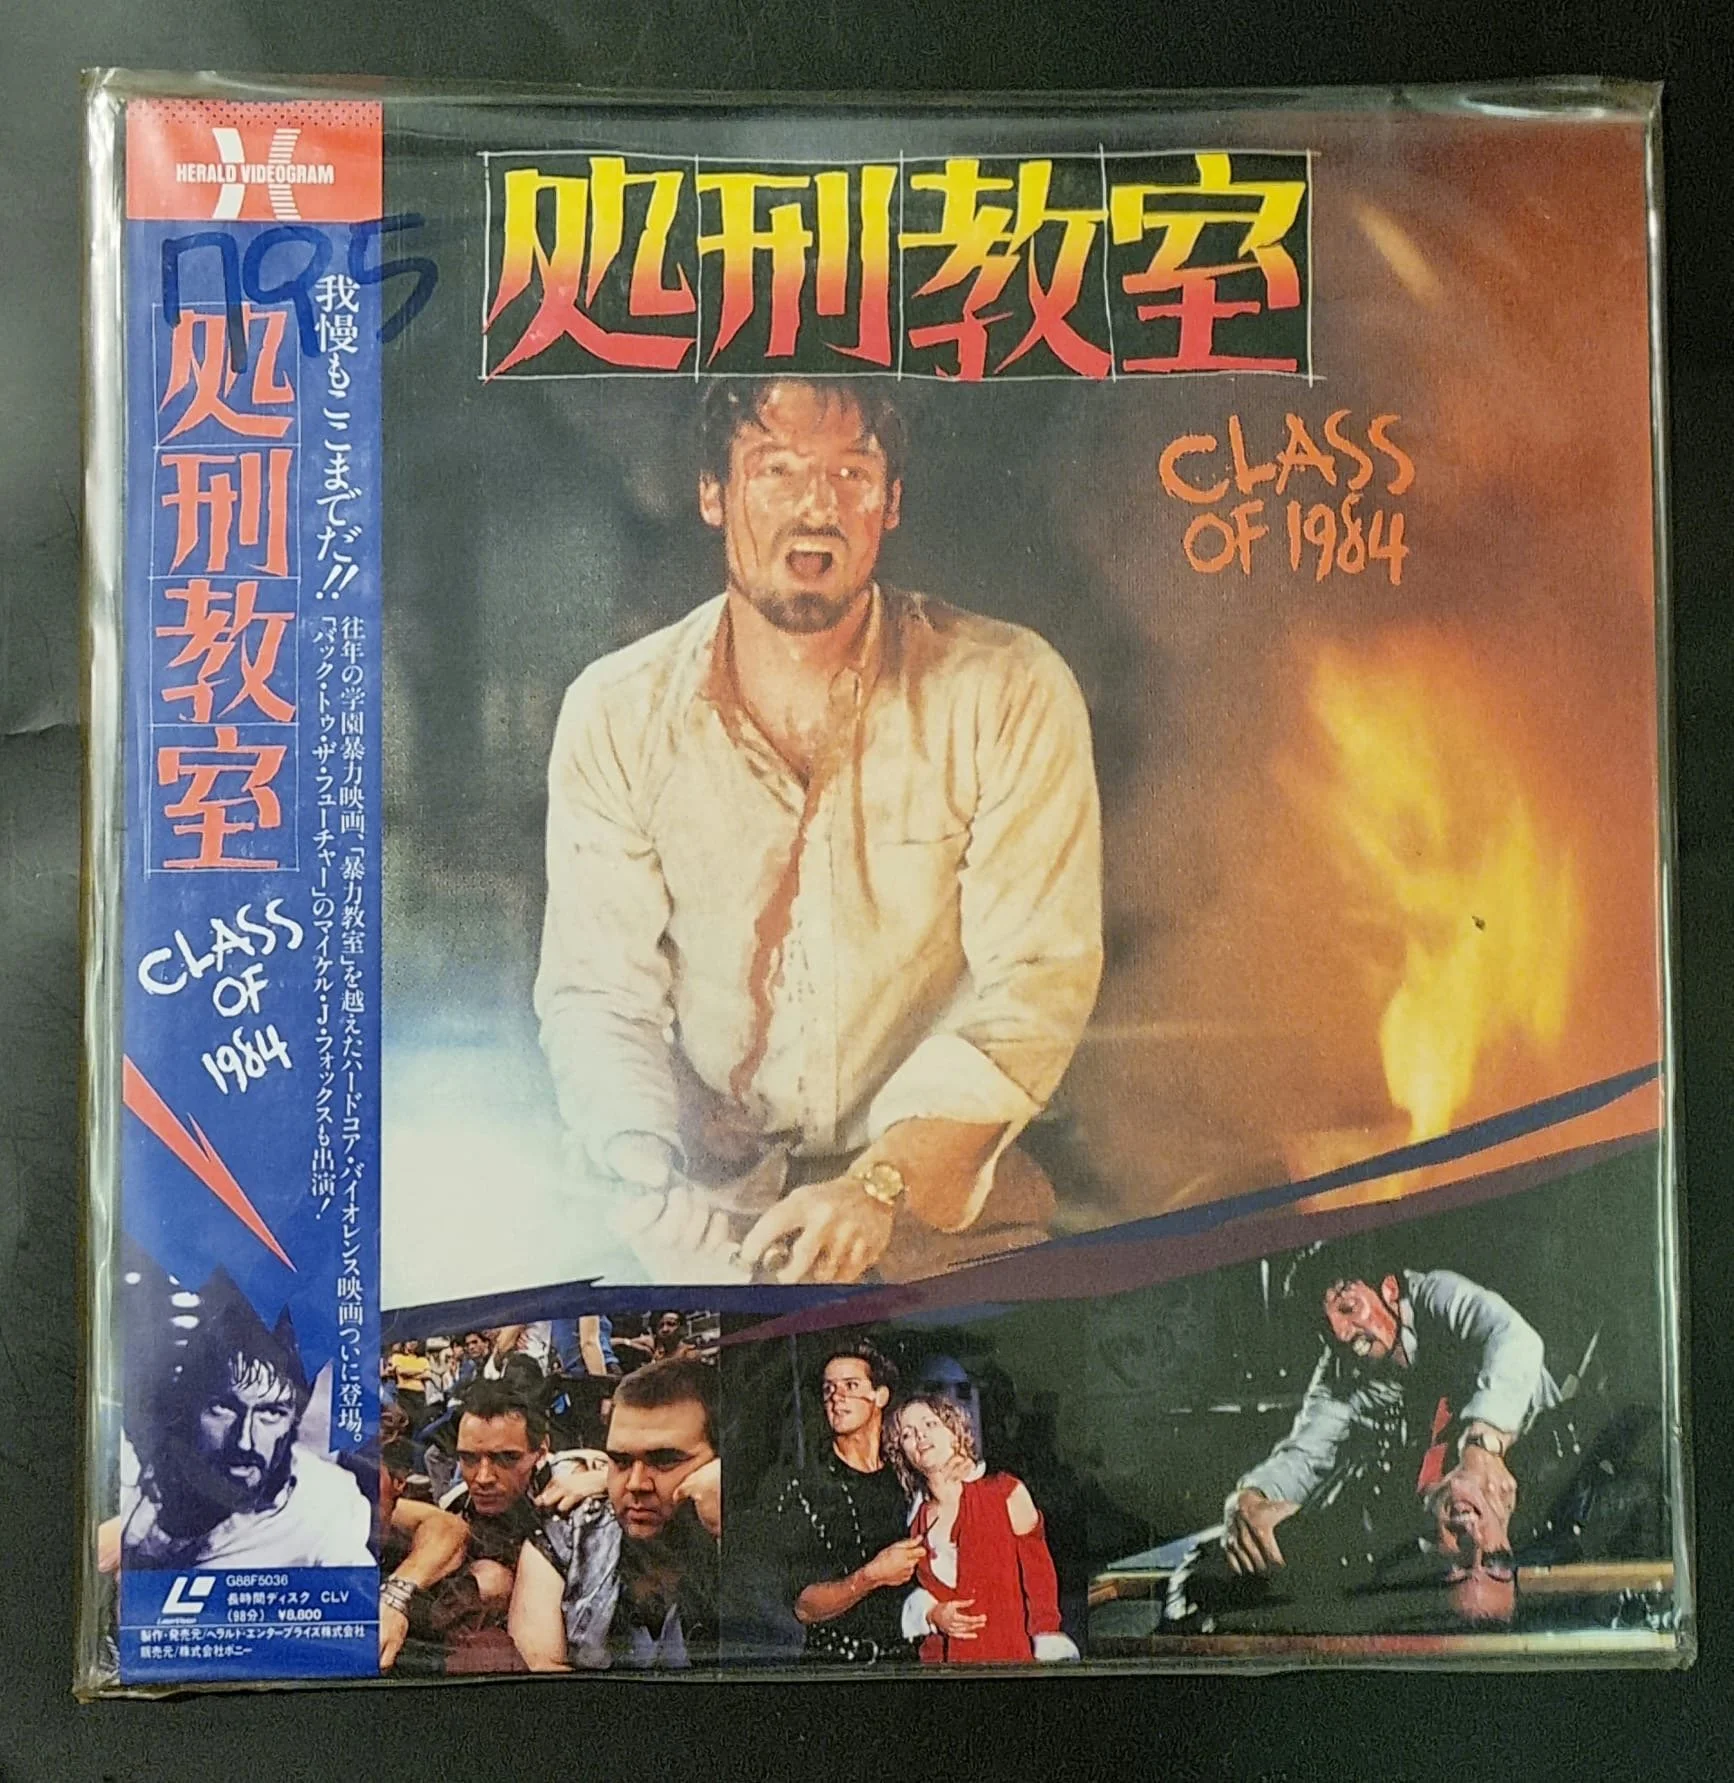 HERALD VIDEOGRAM
795
処刑教室
CLASS
OF 1984
我慢もここまでだ!!
往年の学園暴力映画、「暴力教室」を越えたハードコア・バイオレンス映画ついに登場。
「バック・トゥ・ザ・フューチャー」のマイケル・J・フォックスも出演!
処刑教室
CLASS
OF
1984
LaserVision
G88F5036
長時間ディスク CLV
(98分) ¥8,800
製作・発売元/ヘラルド・エンタープライズ株式会社
販売元/株式会社ポニー